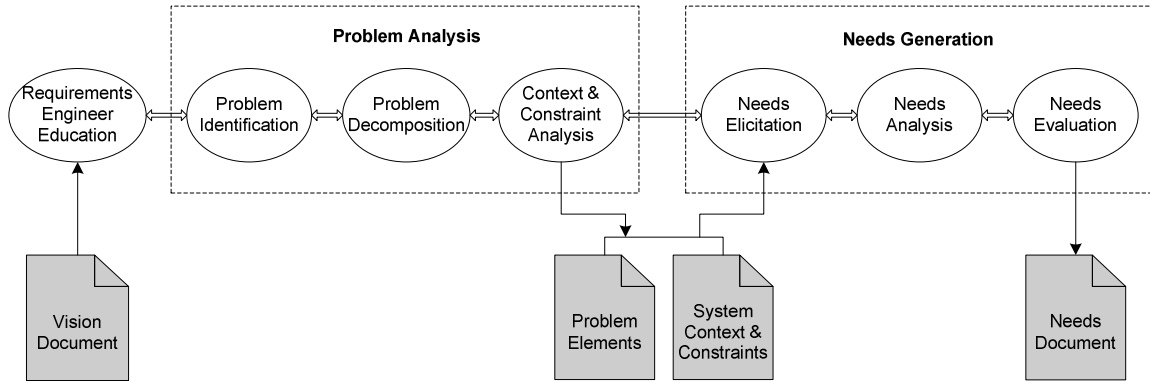 Problem Analysis
Needs Generation
Requirements
Engineer
Education
Problem
Identification
Problem
Decomposition
Context &
Constraint
Analysis
Needs
Elicitation
Needs
Analysis
Needs
Evaluation
Vision
Document
Problem
Elements
System
Context &
Constraints
Needs
Document